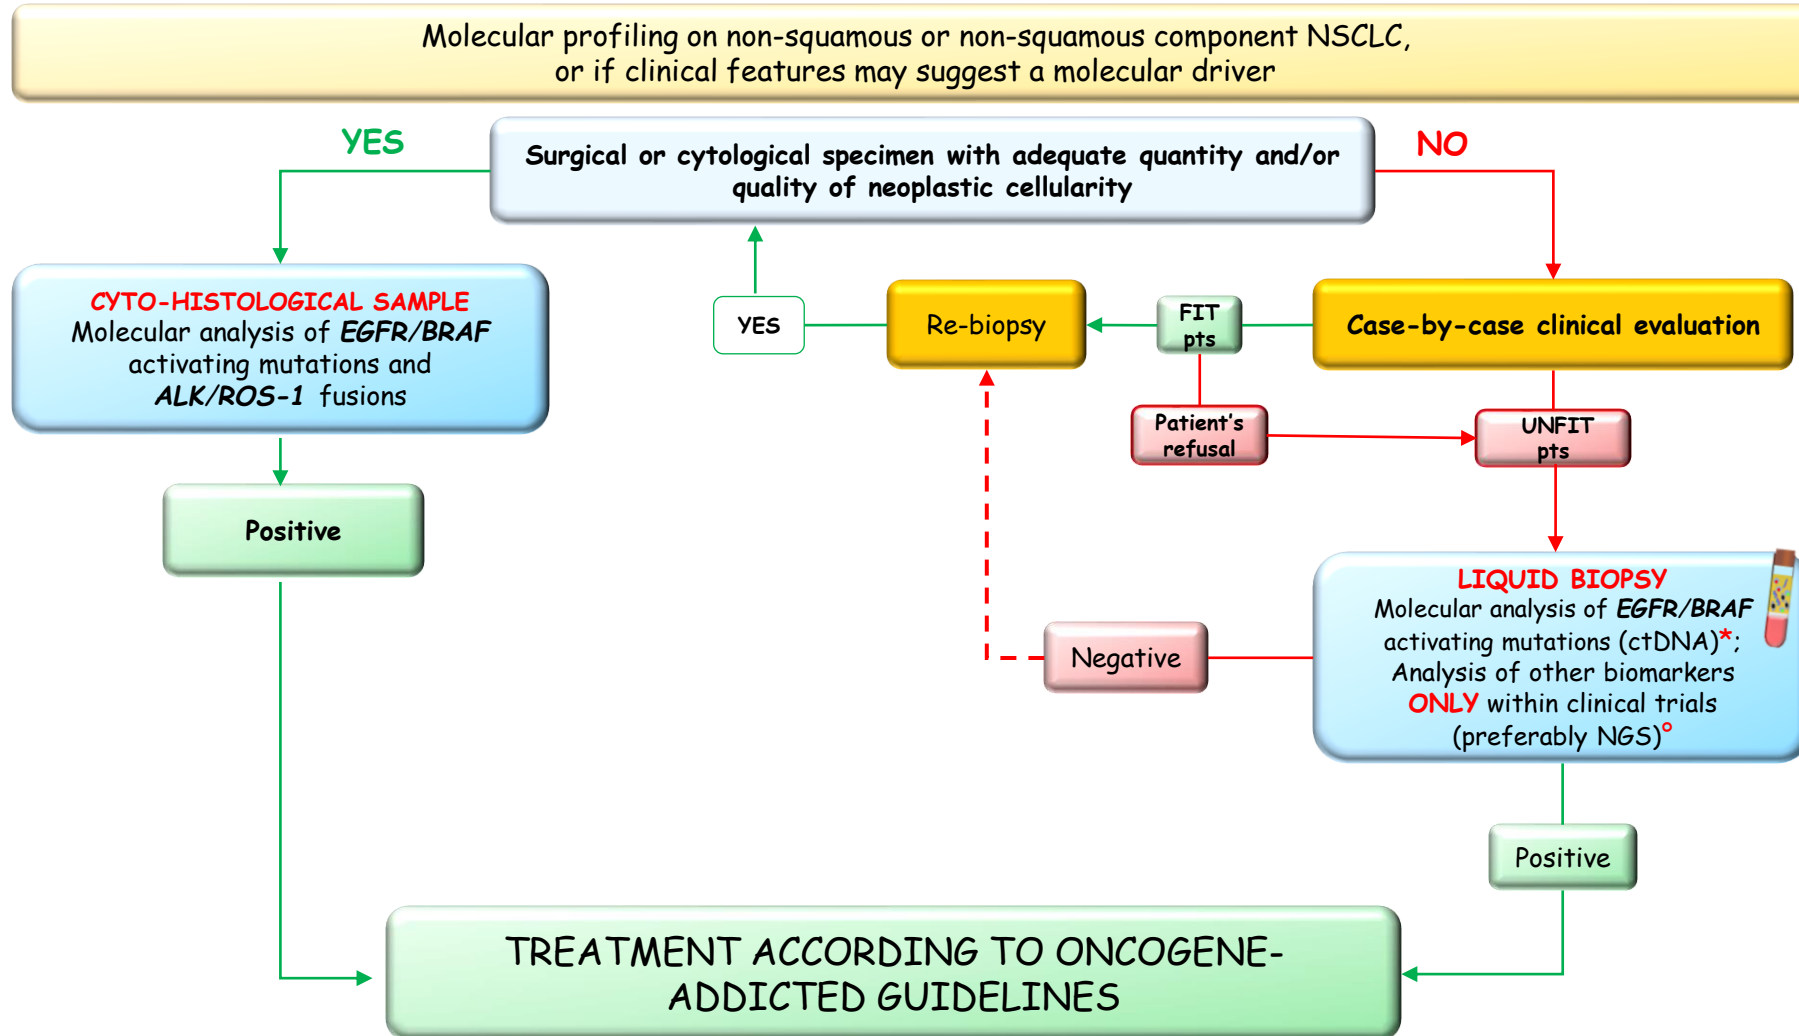 Molecular profiling on non-squamous or non-squamous component NSCLC,
or if clinical features may suggest a molecular driver
YES
Surgical or cytological specimen with adequate quantity and/or
quality of neoplastic cellularity
NO
CYTO-HISTOLOGICAL SAMPLE
Molecular analysis of EGFR/BRAF
activating mutations and
ALK/ROS-1 fusions
YES
Re-biopsy
FIT
pts
Case-by-case clinical evaluation
Patient's
refusal
UNFIT
pts
Positive
LIQUID BIOPSY
Molecular analysis of EGFR/BRAF
activating mutations (ctDNA)*;
Analysis of other biomarkers
ONLY within clinical trials
(preferably NGS)°
Negative
Positive
TREATMENT ACCORDING TO ONCOGENE-
ADDICTED GUIDELINES